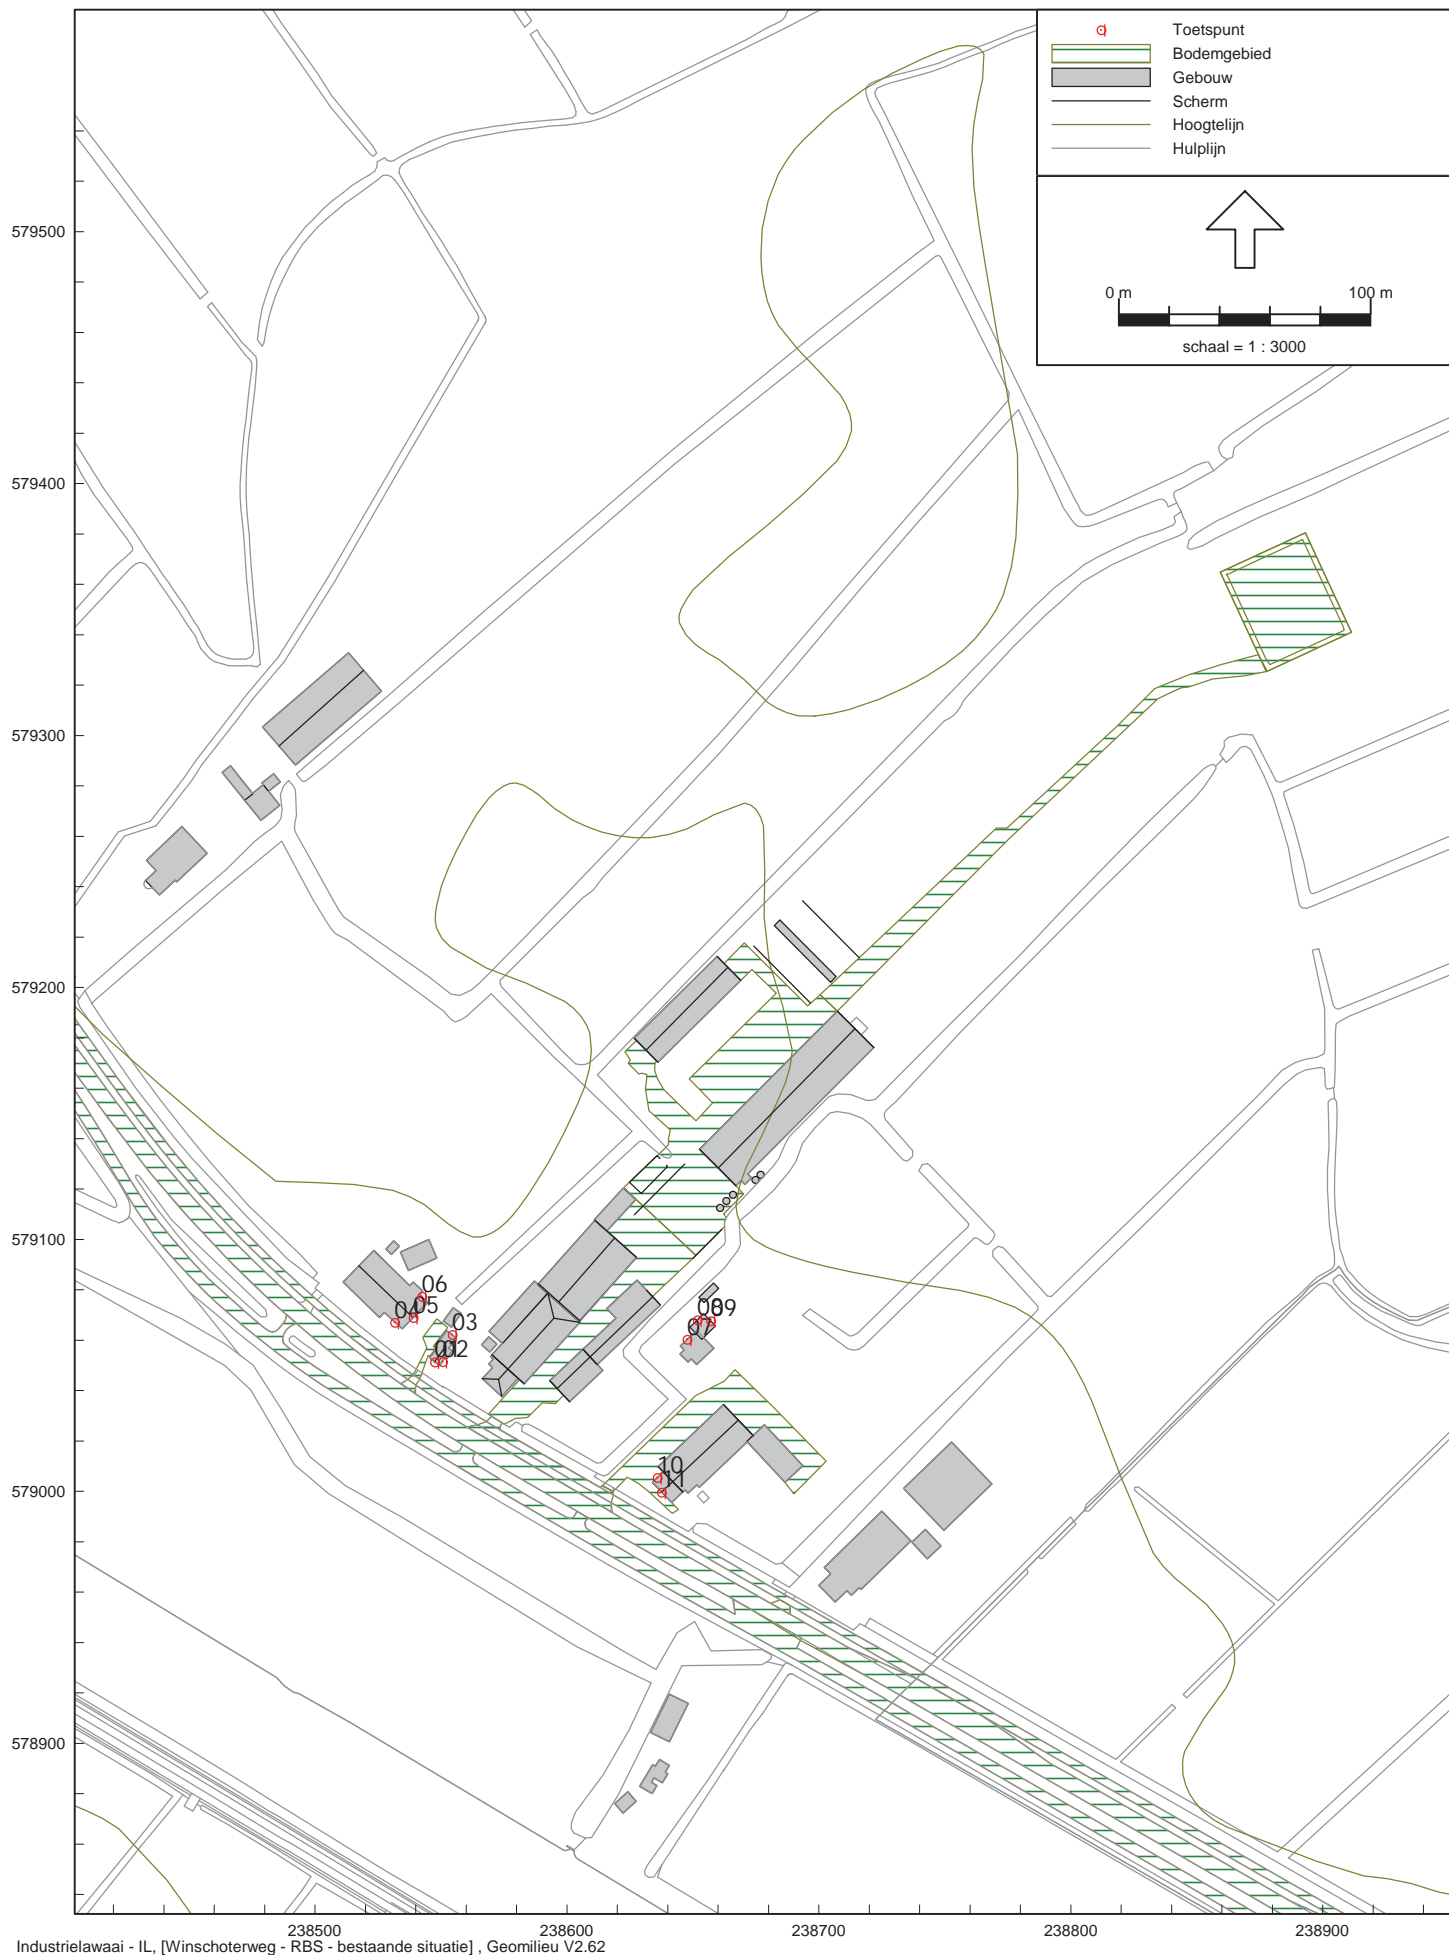 Toetspunt
Bodemgebied
Gebouw
Scherm
Hoogtelijn
Hulplijn
0 m 100 m
schaal = 1 : 3000
579500
579400
579300
579200
579100
579000
578900
06
04 05
03
01 02
08 09
07
10
11
238500 238600 238700 238800 238900
Industrielawaai - IL, [Winschoterweg - RBS - bestaande situatie] , Geomilieu V2.62